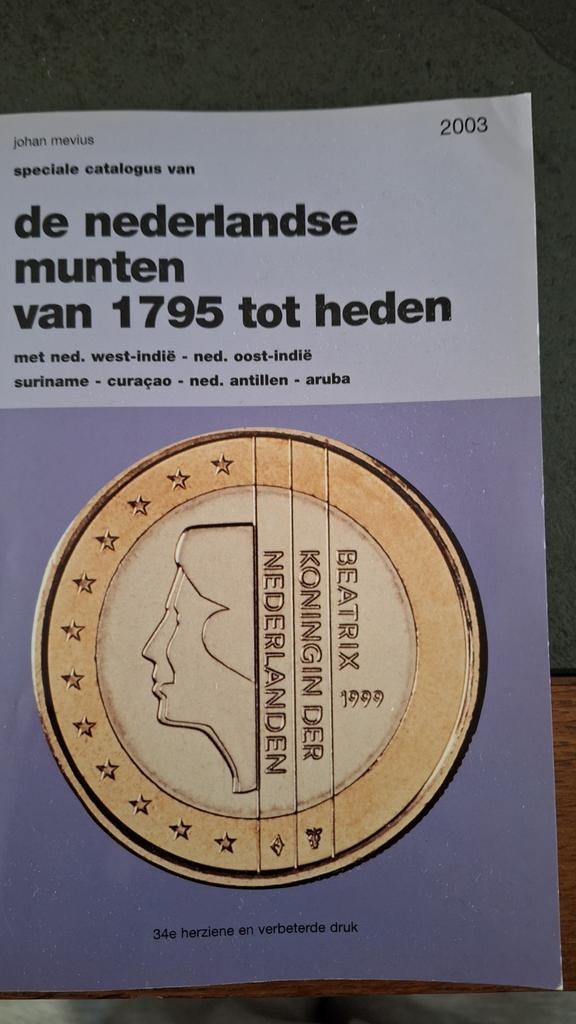 johan mevius
2003
speciale catalogus van
de nederlandse
munten
van 1795 tot heden
met ned. west-indië - ned. oost-indië
suriname - curaçao - ned. antillen - aruba
BEATRIX
KONINGIN DER
NEDERLANDEN
1999
34e herziene en verbeterde druk